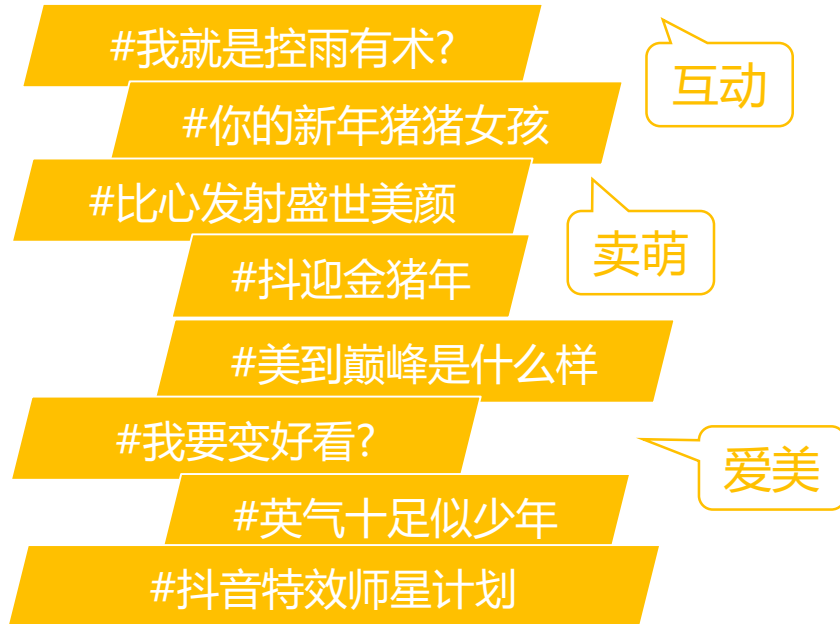 #我就是控雨有术?
互动
#你的新年猪猪女孩
#比心发射盛世美颜
卖萌
#抖迎金猪年
#美到巅峰是什么样
#我要变好看?
爱美
#英气十足似少年
#抖音特效师星计划